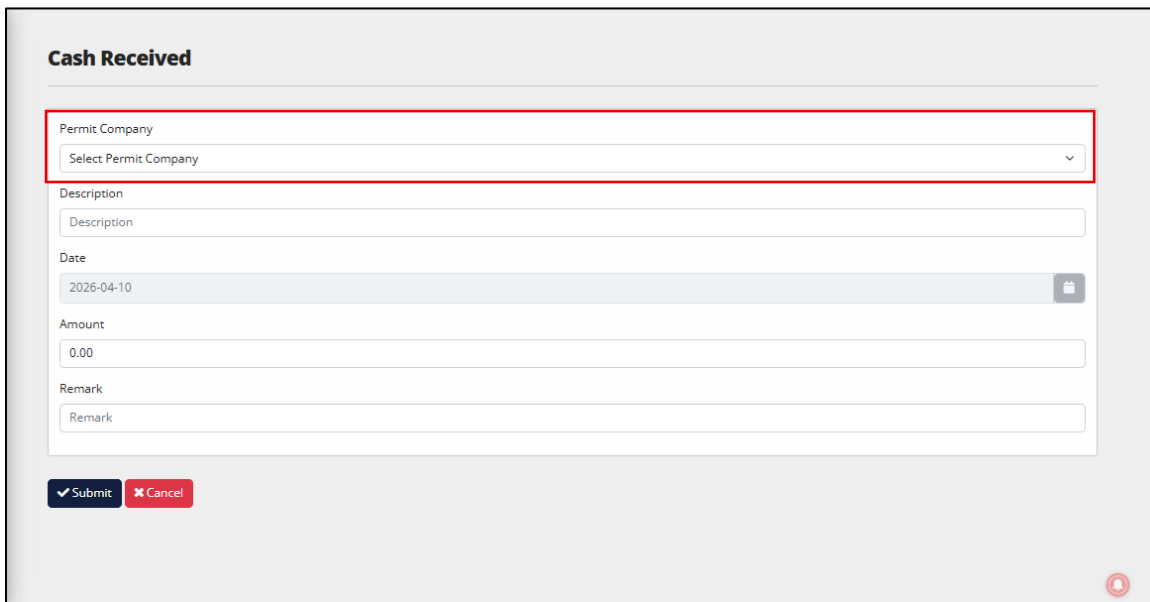 Cash Received
Permit Company
Select Permit Company
Description
Description
Date
2026-04-10
Amount
0.00
Remark
Remark
Submit Cancel